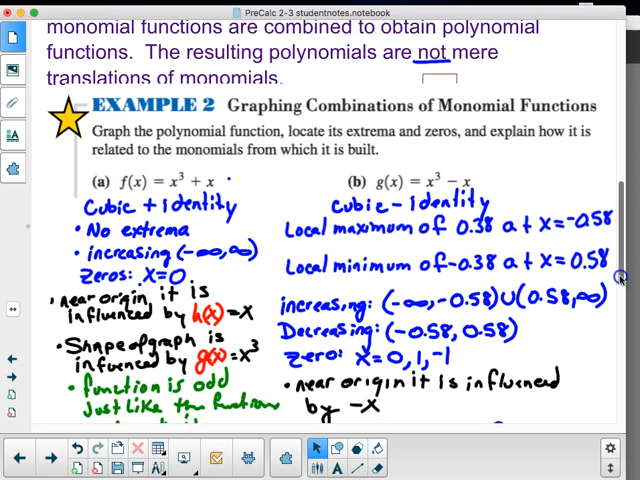 PreCalc 2-3 studentnotes.notebook
monomial functions are combined to obtain polynomial
functions. The resulting polynomials are not mere
translations of monomials.
EXAMPLE 2 Graphing Combinations of Monomial Functions
Graph the polynomial function, locate its extrema and zeros, and explain how it is
related to the monomials from which it is built.
(a) f(x) = x³ + x
Cubic + identity
• No extrema
• increasing (-∞,∞)
zeros: x=0
• near origin, it is
influenced by h(x)=x
• Shape of graph is
influenced by g(x)=x³
• function is odd
Just like the functions
(b) g(x) = x³ − x
Cubic - identity
Local maximum of 0.38 at x=-0.58
Local minimum of -0.38 at x=0.58
increasing: (-∞,-0.58)∪(0.58,∞)
Decreasing: (-0.58, 0.58)
zero: x=0,1,-1
• near origin it is influenced
by -x